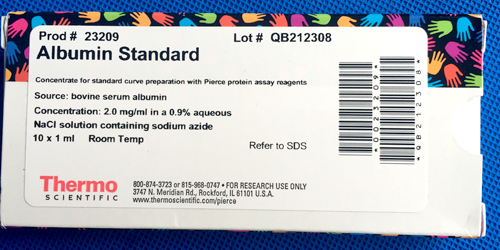 Prod # 23209 Lot # QB212308
Albumin Standard
Concentrate for standard curve preparation with Pierce protein assay reagents
Source: bovine serum albumin
Concentration: 2.0 mg/ml in a 0.9% aqueous
NaCl solution containing sodium azide
10 x 1 ml Room Temp
Refer to SDS
*0023209*
*QB212308*
Thermo
SCIENTIFIC
800-874-3723 or 815-968-0747 • FOR RESEARCH USE ONLY
3747 N. Meridian Rd., Rockford, IL 61101 U.S.A.
www.thermoscientific.com/pierce